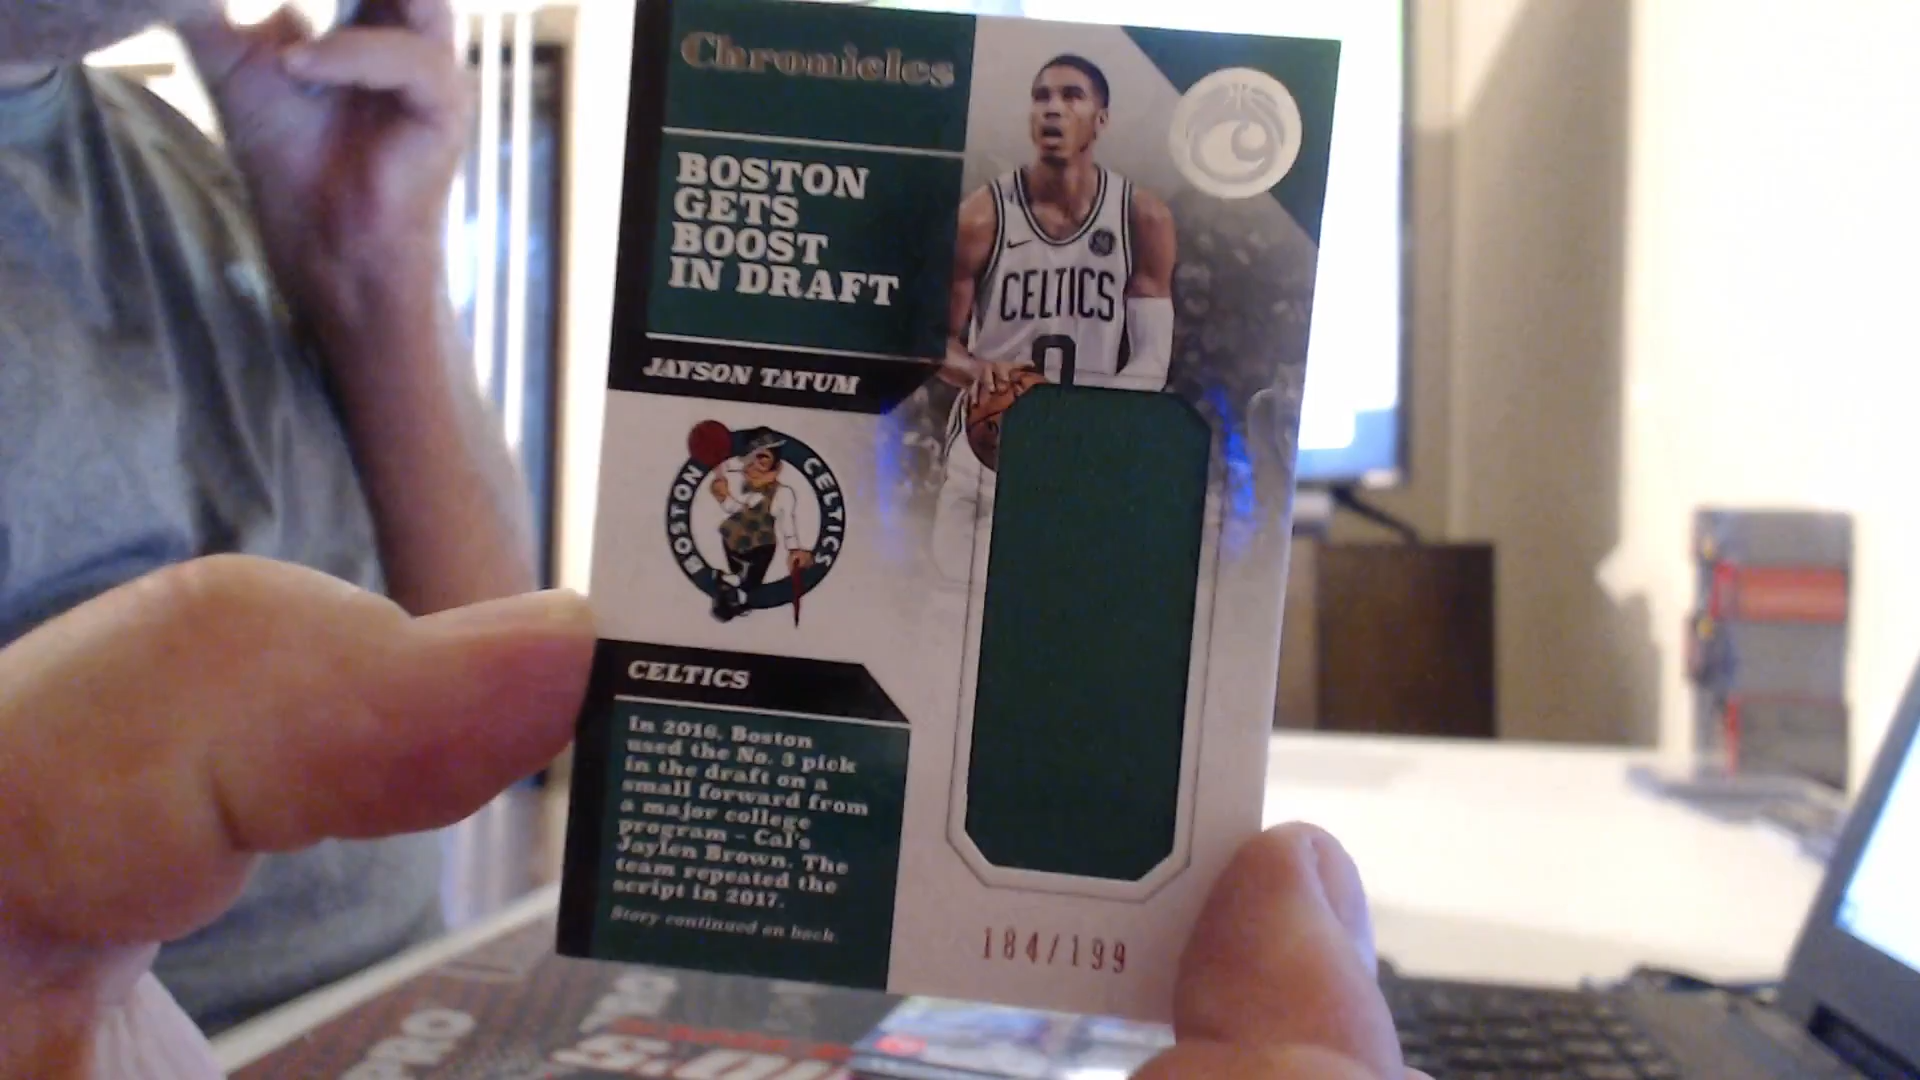 Chronicles
BOSTON
GETS
BOOST
IN DRAFT
JAYSON TATUM
CELTICS
0
BOSTON CELTICS
CELTICS
In 2016, Boston
used the No. 3 pick
in the draft on a
small forward from
a major college
program – Cal's
Jaylen Brown. The
team repeated the
script in 2017.
Story continued on back.
184/199